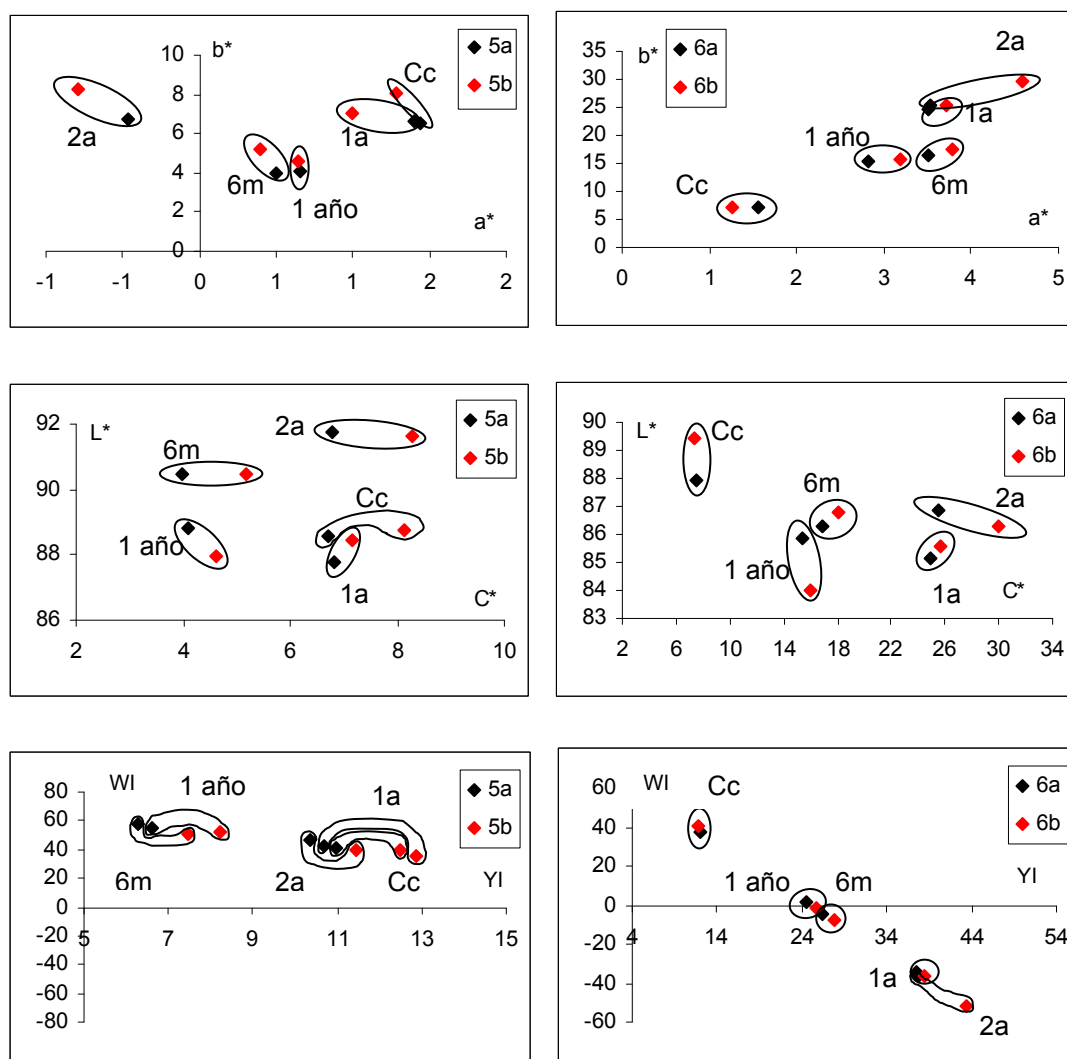 b*
5a
5b
10
8
6
4
2
0
Cc
1a
2a
6m
1 año
a*
-1
-1
0
1
1
2
2
b*
6a
6b
35
30
25
20
15
10
5
0
2a
1a
1 año
6m
Cc
a*
0
1
2
3
4
5
L*
5a
5b
92
90
88
86
2a
6m
Cc
1 año
1a
C*
2
4
6
8
10
L*
6a
6b
90
89
88
87
86
85
84
83
Cc
6m
2a
1 año
1a
C*
2
6
10
14
18
22
26
30
34
WI
5a
5b
80
60
40
20
0
-20
-40
-60
-80
1 año
1a
6m
2a
Cc
YI
5
7
9
11
13
15
WI
6a
6b
60
40
20
0
-20
-40
-60
Cc
1 año
6m
YI
4
14
24
34
44
54
1a
2a